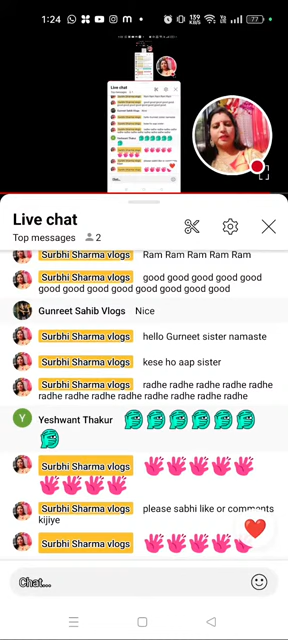 1:24
77
Live chat
Top messages 2
Surbhi Sharma vlogs Ram Ram Ram Ram Ram
Surbhi Sharma vlogs good good good good good
good good good good good good good
Gunreet Sahib Vlogs Nice
Surbhi Sharma vlogs hello Gurneet sister namaste
Surbhi Sharma vlogs kese ho aap sister
Surbhi Sharma vlogs radhe radhe radhe radhe radhe
radhe radhe radhe radhe radhe radhe radhe
Y Yeshwant Thakur
Surbhi Sharma vlogs
Surbhi Sharma vlogs please sabhi like or comments
kijiye
Surbhi Sharma vlogs
Chat...